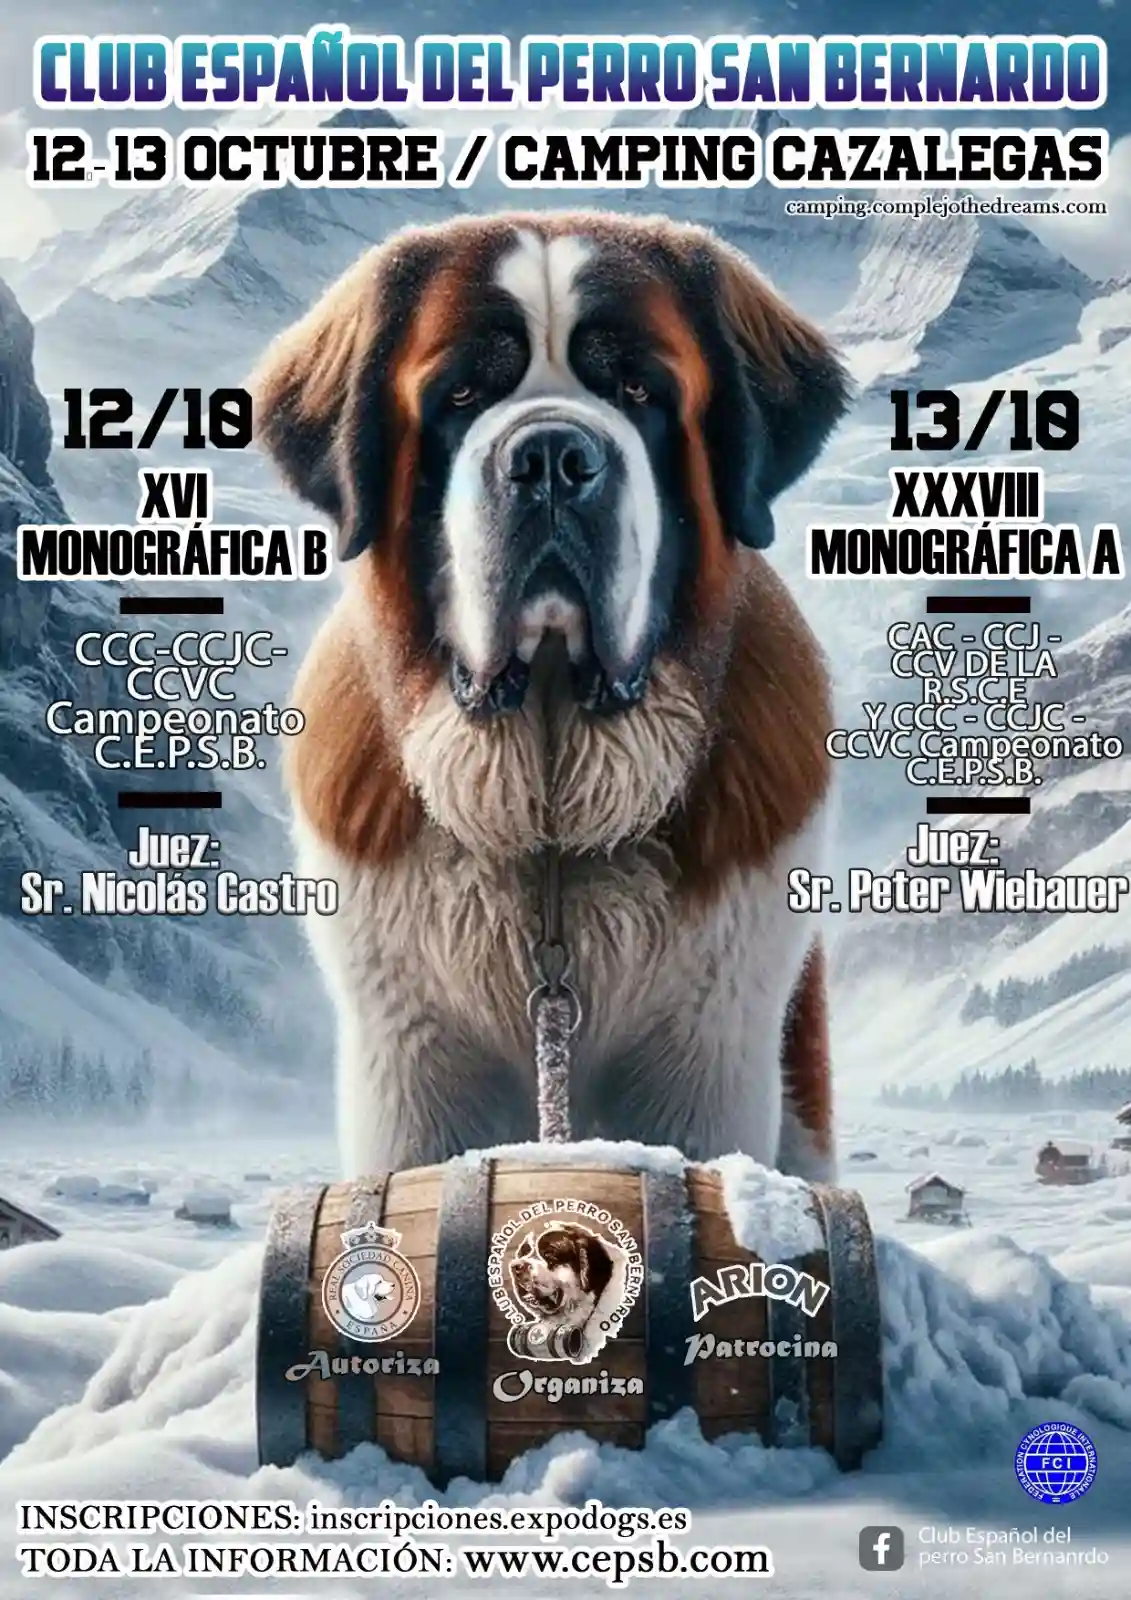 CLUB ESPAÑOL DEL PERRO SAN BERNARDO
12 - 13 OCTUBRE / CAMPING CAZALEGAS
camping.complejothedreams.com
12/10
XVI
MONOGRÁFICA B
CCC-CCJC-
CCVC
Campeonato
C.E.P.S.B.
Juez:
Sr. Nicolás Castro
13/10
XXXVIII
MONOGRÁFICA A
CAC - CCJ -
CCV DE LA
R.S.C.E
Y CCC - CCJC -
CCVC Campeonato
C.E.P.S.B.
Juez:
Sr. Peter Wiebauer
REAL SOCIEDAD CANINA
ESPAÑA
Autoriza
CLUB ESPAÑOL DEL PERRO SAN BERNARDO
Organiza
ARION
Patrocina
FEDERATION CYNOLOGIQUE INTERNATIONALE
FCI
INSCRIPCIONES: inscripciones.expodogs.es
TODA LA INFORMACIÓN: www.cepsb.com
f
Club Español del
perro San Bernanrdo